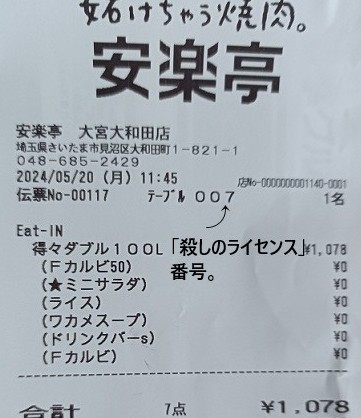 妬けちゃう焼肉。
安楽亭
安楽亭 大宮大和田店
埼玉県さいたま市見沼区大和田町1-821-1
048-685-2429
2024/05/20 (月) 11:45
店No-0000000001140-0001
伝票No-00117 テーブル 007 1名
Eat-IN
得々ダブル100L ¥1,078
「殺しのライセンス」
番号。
(Fカルビ50) ¥0
(★ミニサラダ) ¥0
(ライス) ¥0
(ワカメスープ) ¥0
(ドリンクバーs) ¥0
(Fカルビ) ¥0
合計 7点 ¥1,078